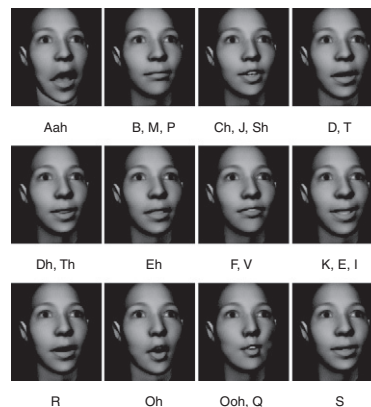 Aah B, M, P Ch, J, Sh D, T
Dh, Th Eh F, V K, E, I
R Oh Ooh, Q S